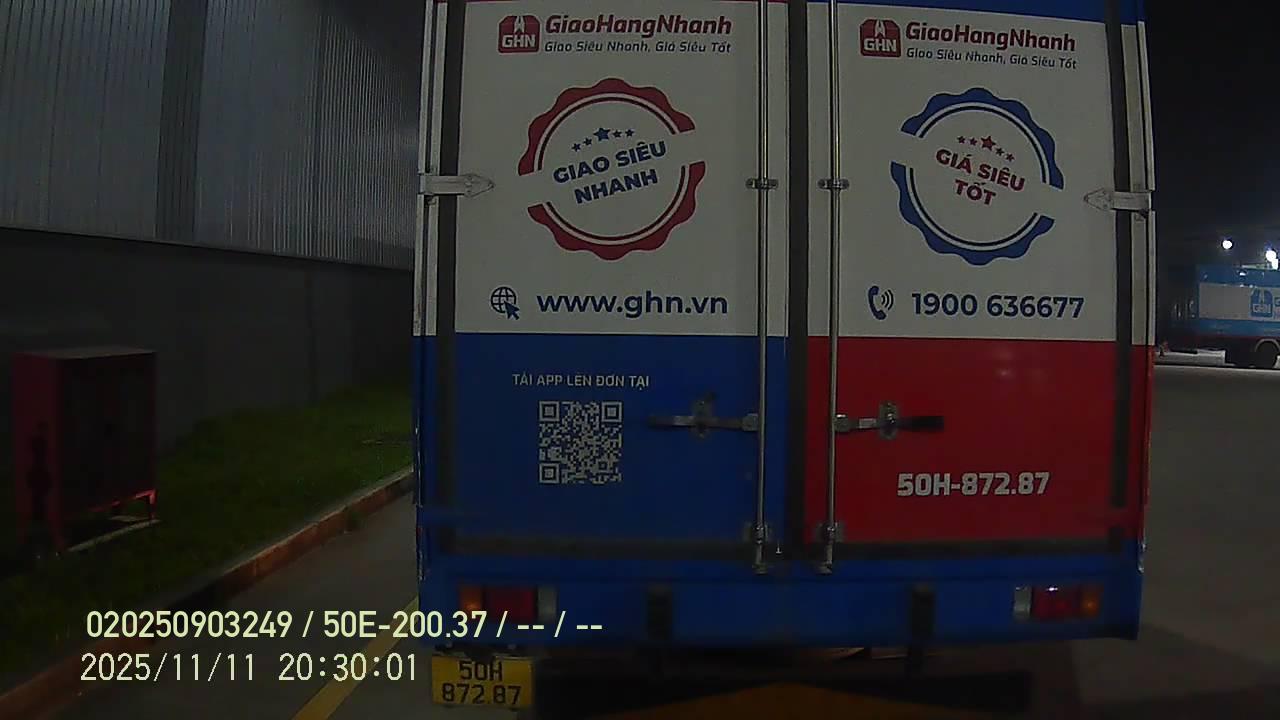 GHN GiaoHangNhanh
Giao Siêu Nhanh, Giá Siêu Tốt
GIAO SIÊU
NHANH
www.ghn.vn
TẢI APP LÊN ĐƠN TẠI
GHN GiaoHangNhanh
Giao Siêu Nhanh, Giá Siêu Tốt
GIÁ SIÊU
TỐT
1900 636677
50H-872.87
GHN
020250903249 / 50E-200.37 / -- / --
2025/11/11 20:30:01
50H
872.87